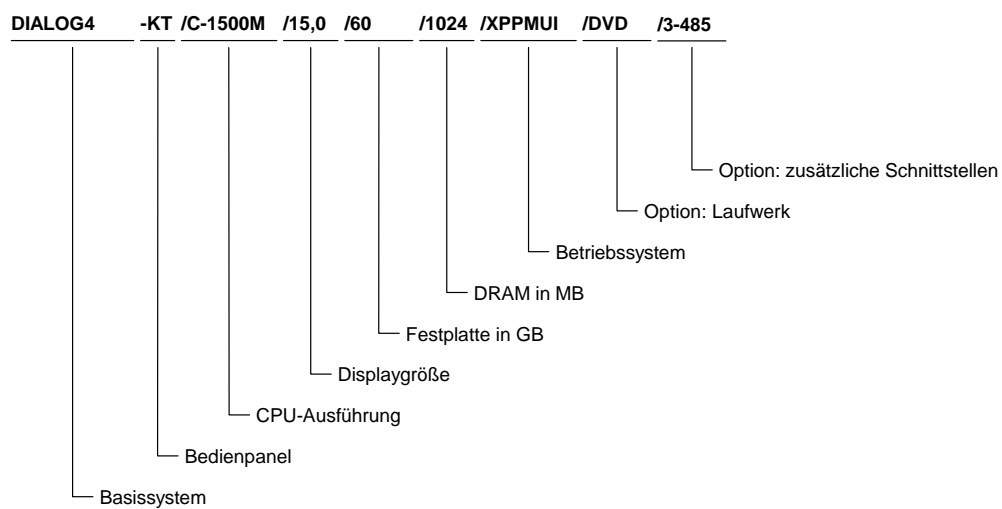 DIALOG4 -KT /C-1500M /15,0 /60 /1024 /XPPMUI /DVD /3-485
Option: zusätzliche Schnittstellen
Option: Laufwerk
Betriebssystem
DRAM in MB
Festplatte in GB
Displaygröße
CPU-Ausführung
Bedienpanel
Basissystem